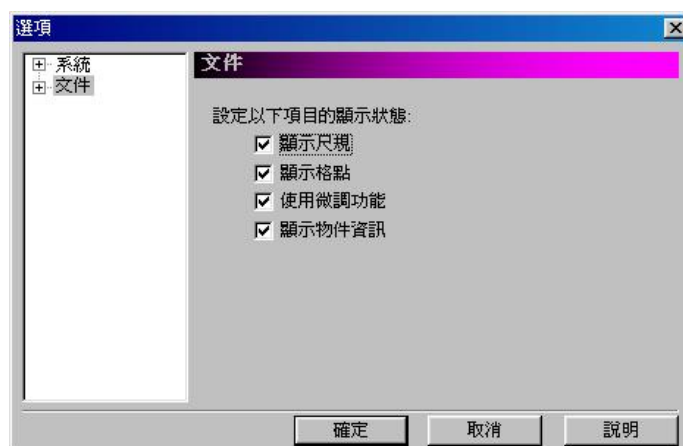 選項
系統
文件
文件
設定以下項目的顯示狀態:
顯示尺規
顯示格點
使用微調功能
顯示物件資訊
確定
取消
說明